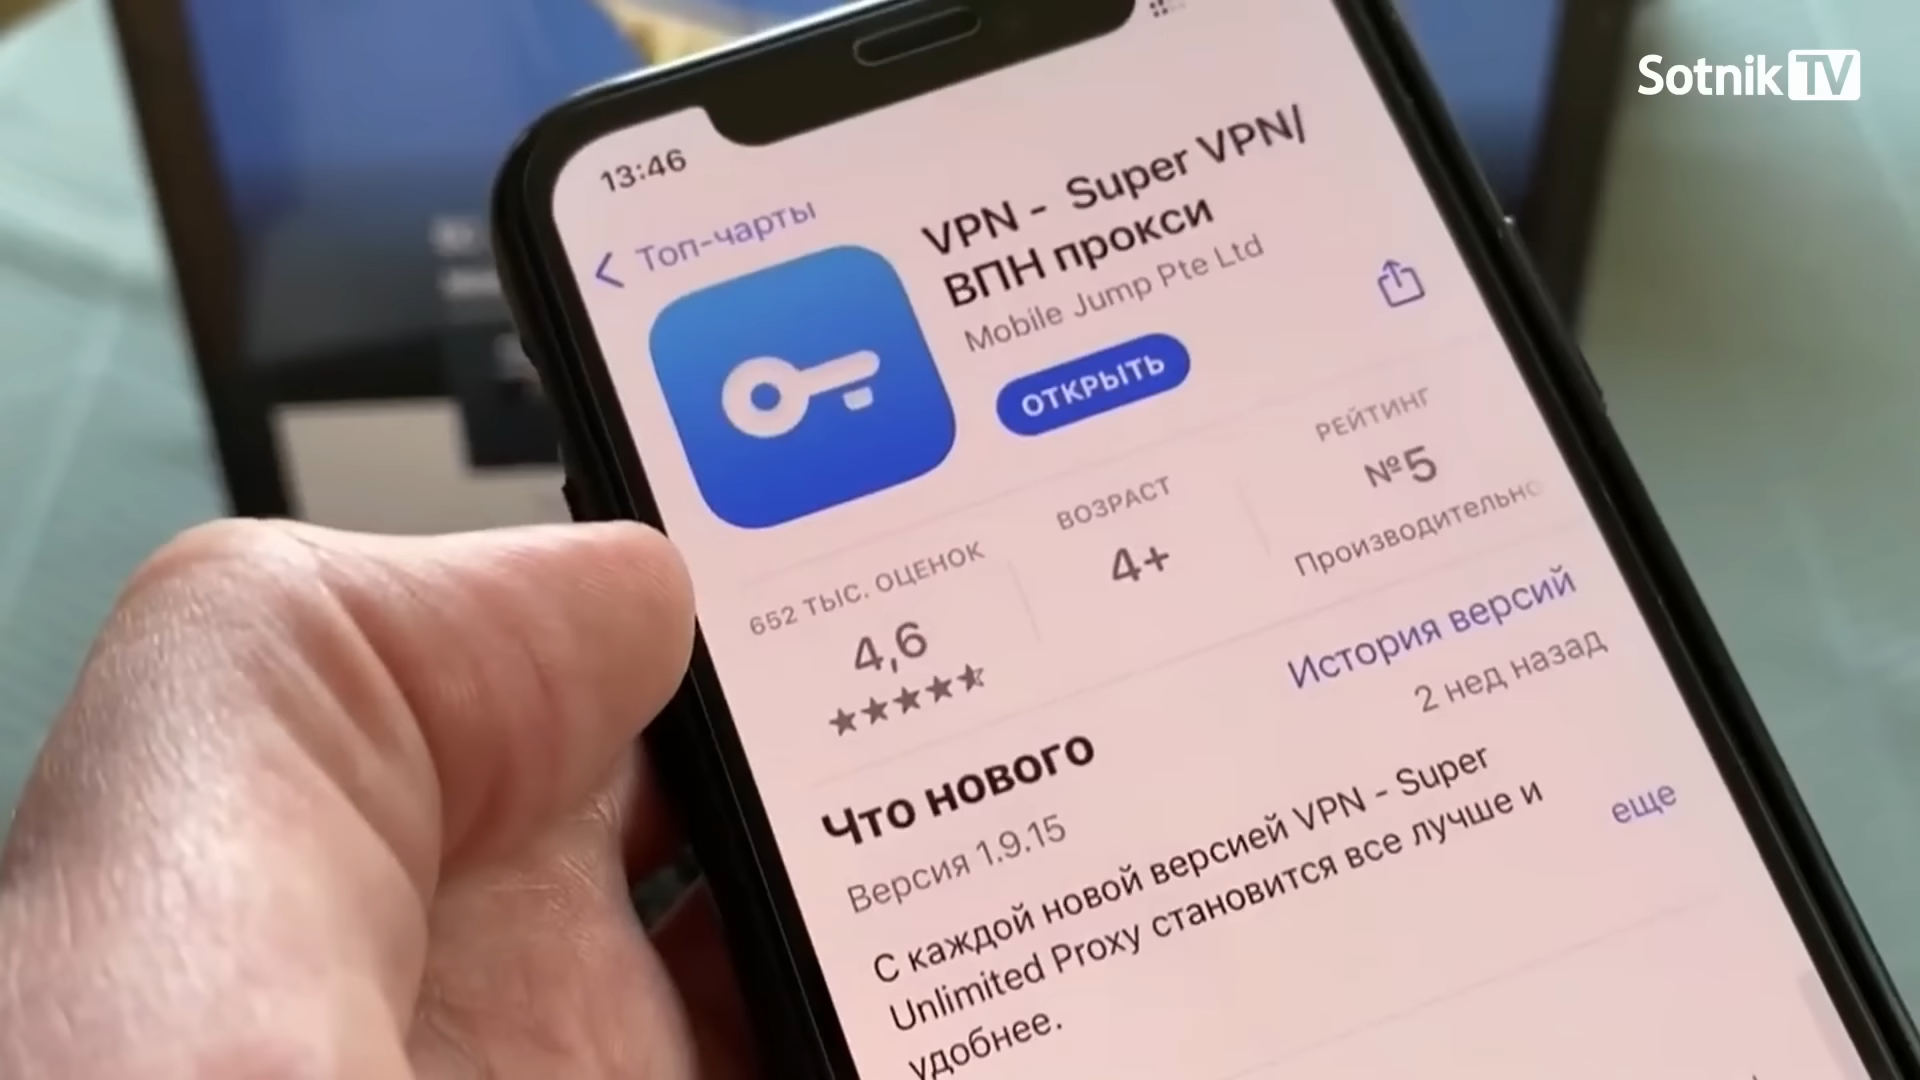 Sotnik TV
13:46
Топ-чарты
VPN - Super VPN/
ВПН прокси
Mobile Jump Pte Ltd
ОТКРЫТЬ
652 ТЫС. ОЦЕНОК
4,6
ВОЗРАСТ
4+
РЕЙТИНГ
№5
Производительно
Что нового
История версий
Версия 1.9.15
2 нед назад
С каждой новой версией VPN - Super
Unlimited Proxy становится все лучше и
удобнее.
еще